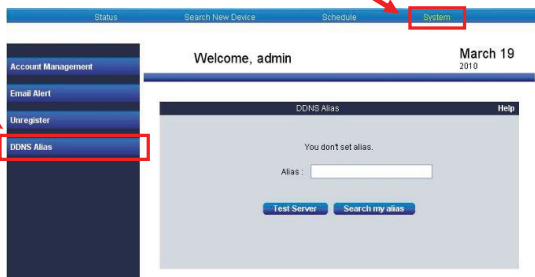 Status Search New Device Schedule System
Welcome, admin
March 19
2010
Account Management
Email Alert
Unregister
DDNS Alias
DDNS Alias Help
You don't set alias.
Alias :
Test Server Search my alias